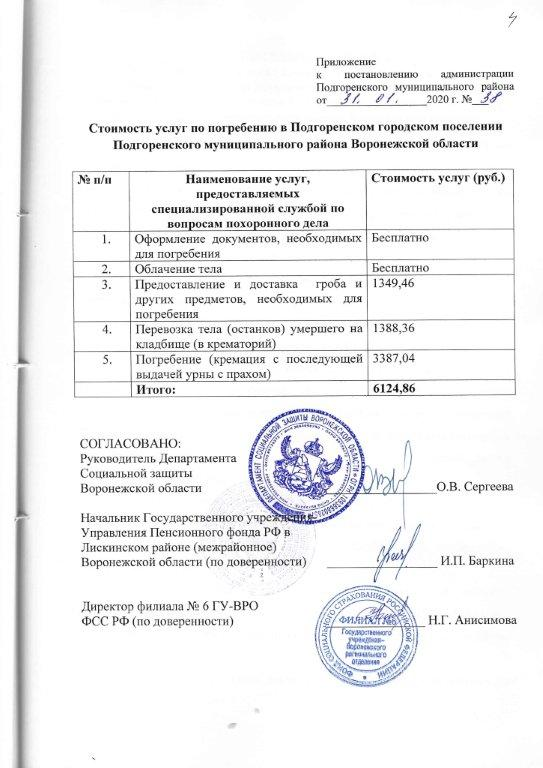 4
Приложение
к постановлению администрации
Подгоренского муниципального района
от 31. 01. 2020 г. № 38
Стоимость услуг по погребению в Подгоренском городском поселении
Подгоренского муниципального района Воронежской области
№ п/п
Наименование услуг,
предоставляемых
специализированной службой по
вопросам похоронного дела
Стоимость услуг (руб.)
1.
Оформление документов, необходимых
для погребения
Бесплатно
2.
Облачение тела
Бесплатно
3.
Предоставление и доставка гроба и
других предметов, необходимых для
погребения
1349,46
4.
Перевозка тела (останков) умершего на
кладбище (в крематорий)
1388,36
5.
Погребение (кремация с последующей
выдачей урны с прахом)
3387,04
Итого:
6124,86
СОГЛАСОВАНО:
Руководитель Департамента
Социальной защиты
Воронежской области
О.В. Сергеева
ДЕПАРТАМЕНТ СОЦИАЛЬНОЙ ЗАЩИТЫ ВОРОНЕЖСКОЙ ОБЛАСТИ
Начальник Государственного учреждения
Управления Пенсионного фонда РФ в
Лискинском районе (межрайонное)
Воронежской области (по доверенности)
И.П. Баркина
Директор филиала № 6 ГУ-ВРО
ФСС РФ (по доверенности)
Н.Г. Анисимова
ФОНД СОЦИАЛЬНОГО СТРАХОВАНИЯ РОССИЙСКОЙ ФЕДЕРАЦИИ
ФИЛИАЛ №6
Государственного
учреждения-
Воронежского
регионального
отделения